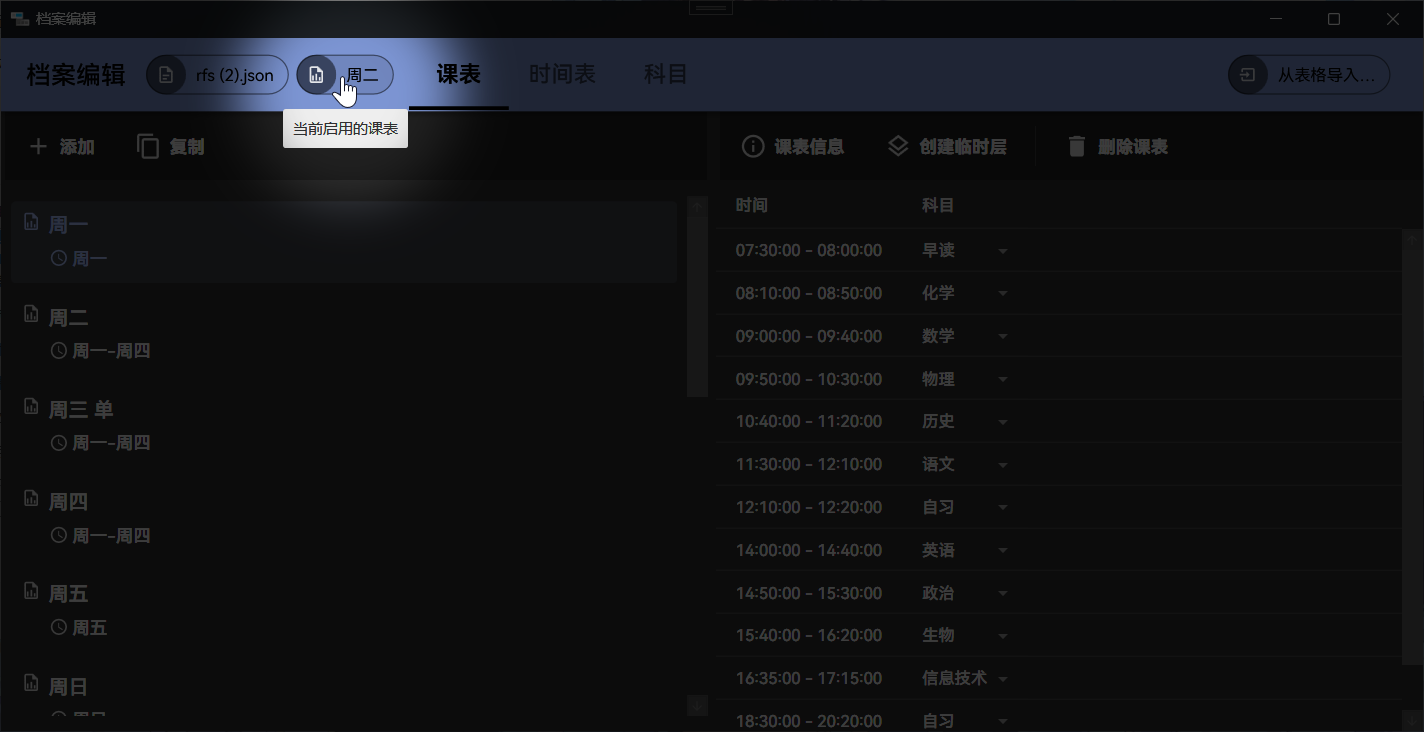 档案编辑
档案编辑 rfs (2).json 周二 课表 时间表 科目 从表格导入...
当前启用的课表
添加 复制 课表信息 创建临时层 删除课表
周一
周一
周二
周一-周四
周三 单
周一-周四
周四
周一-周四
周五
周五
周日
周日
时间 科目
07:30:00 - 08:00:00 早读
08:10:00 - 08:50:00 化学
09:00:00 - 09:40:00 数学
09:50:00 - 10:30:00 物理
10:40:00 - 11:20:00 历史
11:30:00 - 12:10:00 语文
12:10:00 - 12:20:00 自习
14:00:00 - 14:40:00 英语
14:50:00 - 15:30:00 政治
15:40:00 - 16:20:00 生物
16:35:00 - 17:15:00 信息技术
18:30:00 - 20:20:00 自习